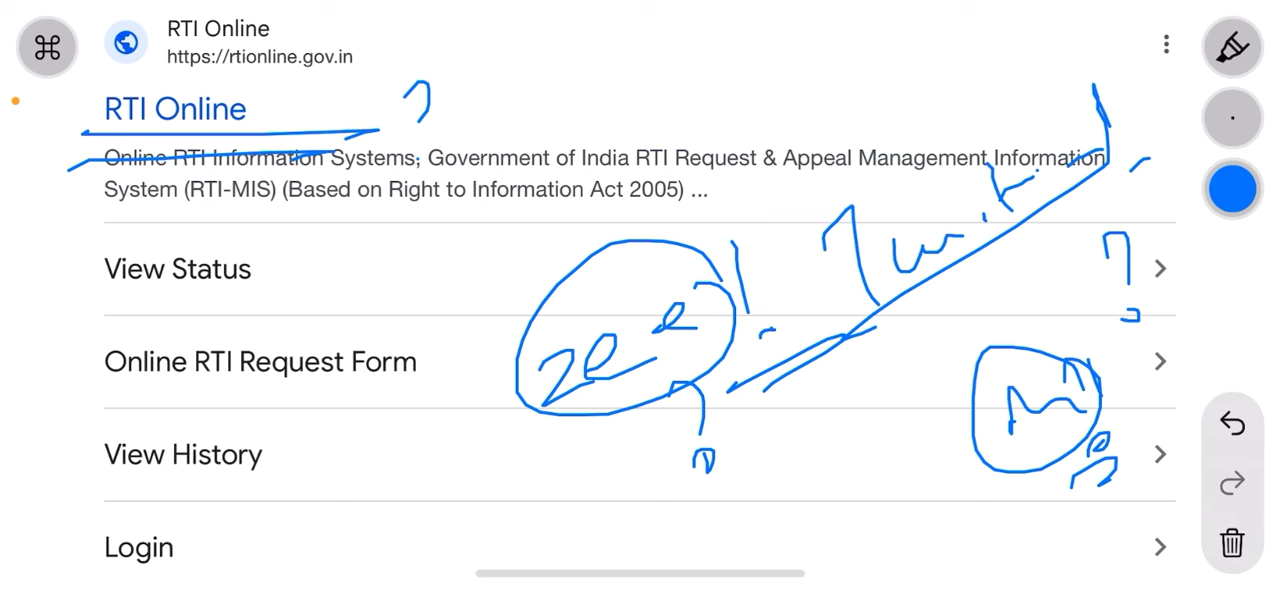 RTI Online
https://rtionline.gov.in
RTI Online
?
Online RTI Information Systems; Government of India RTI Request & Appeal Management Information
System (RTI-MIS) (Based on Right to Information Act 2005) ...
View Status
Online RTI Request Form
View History
Login